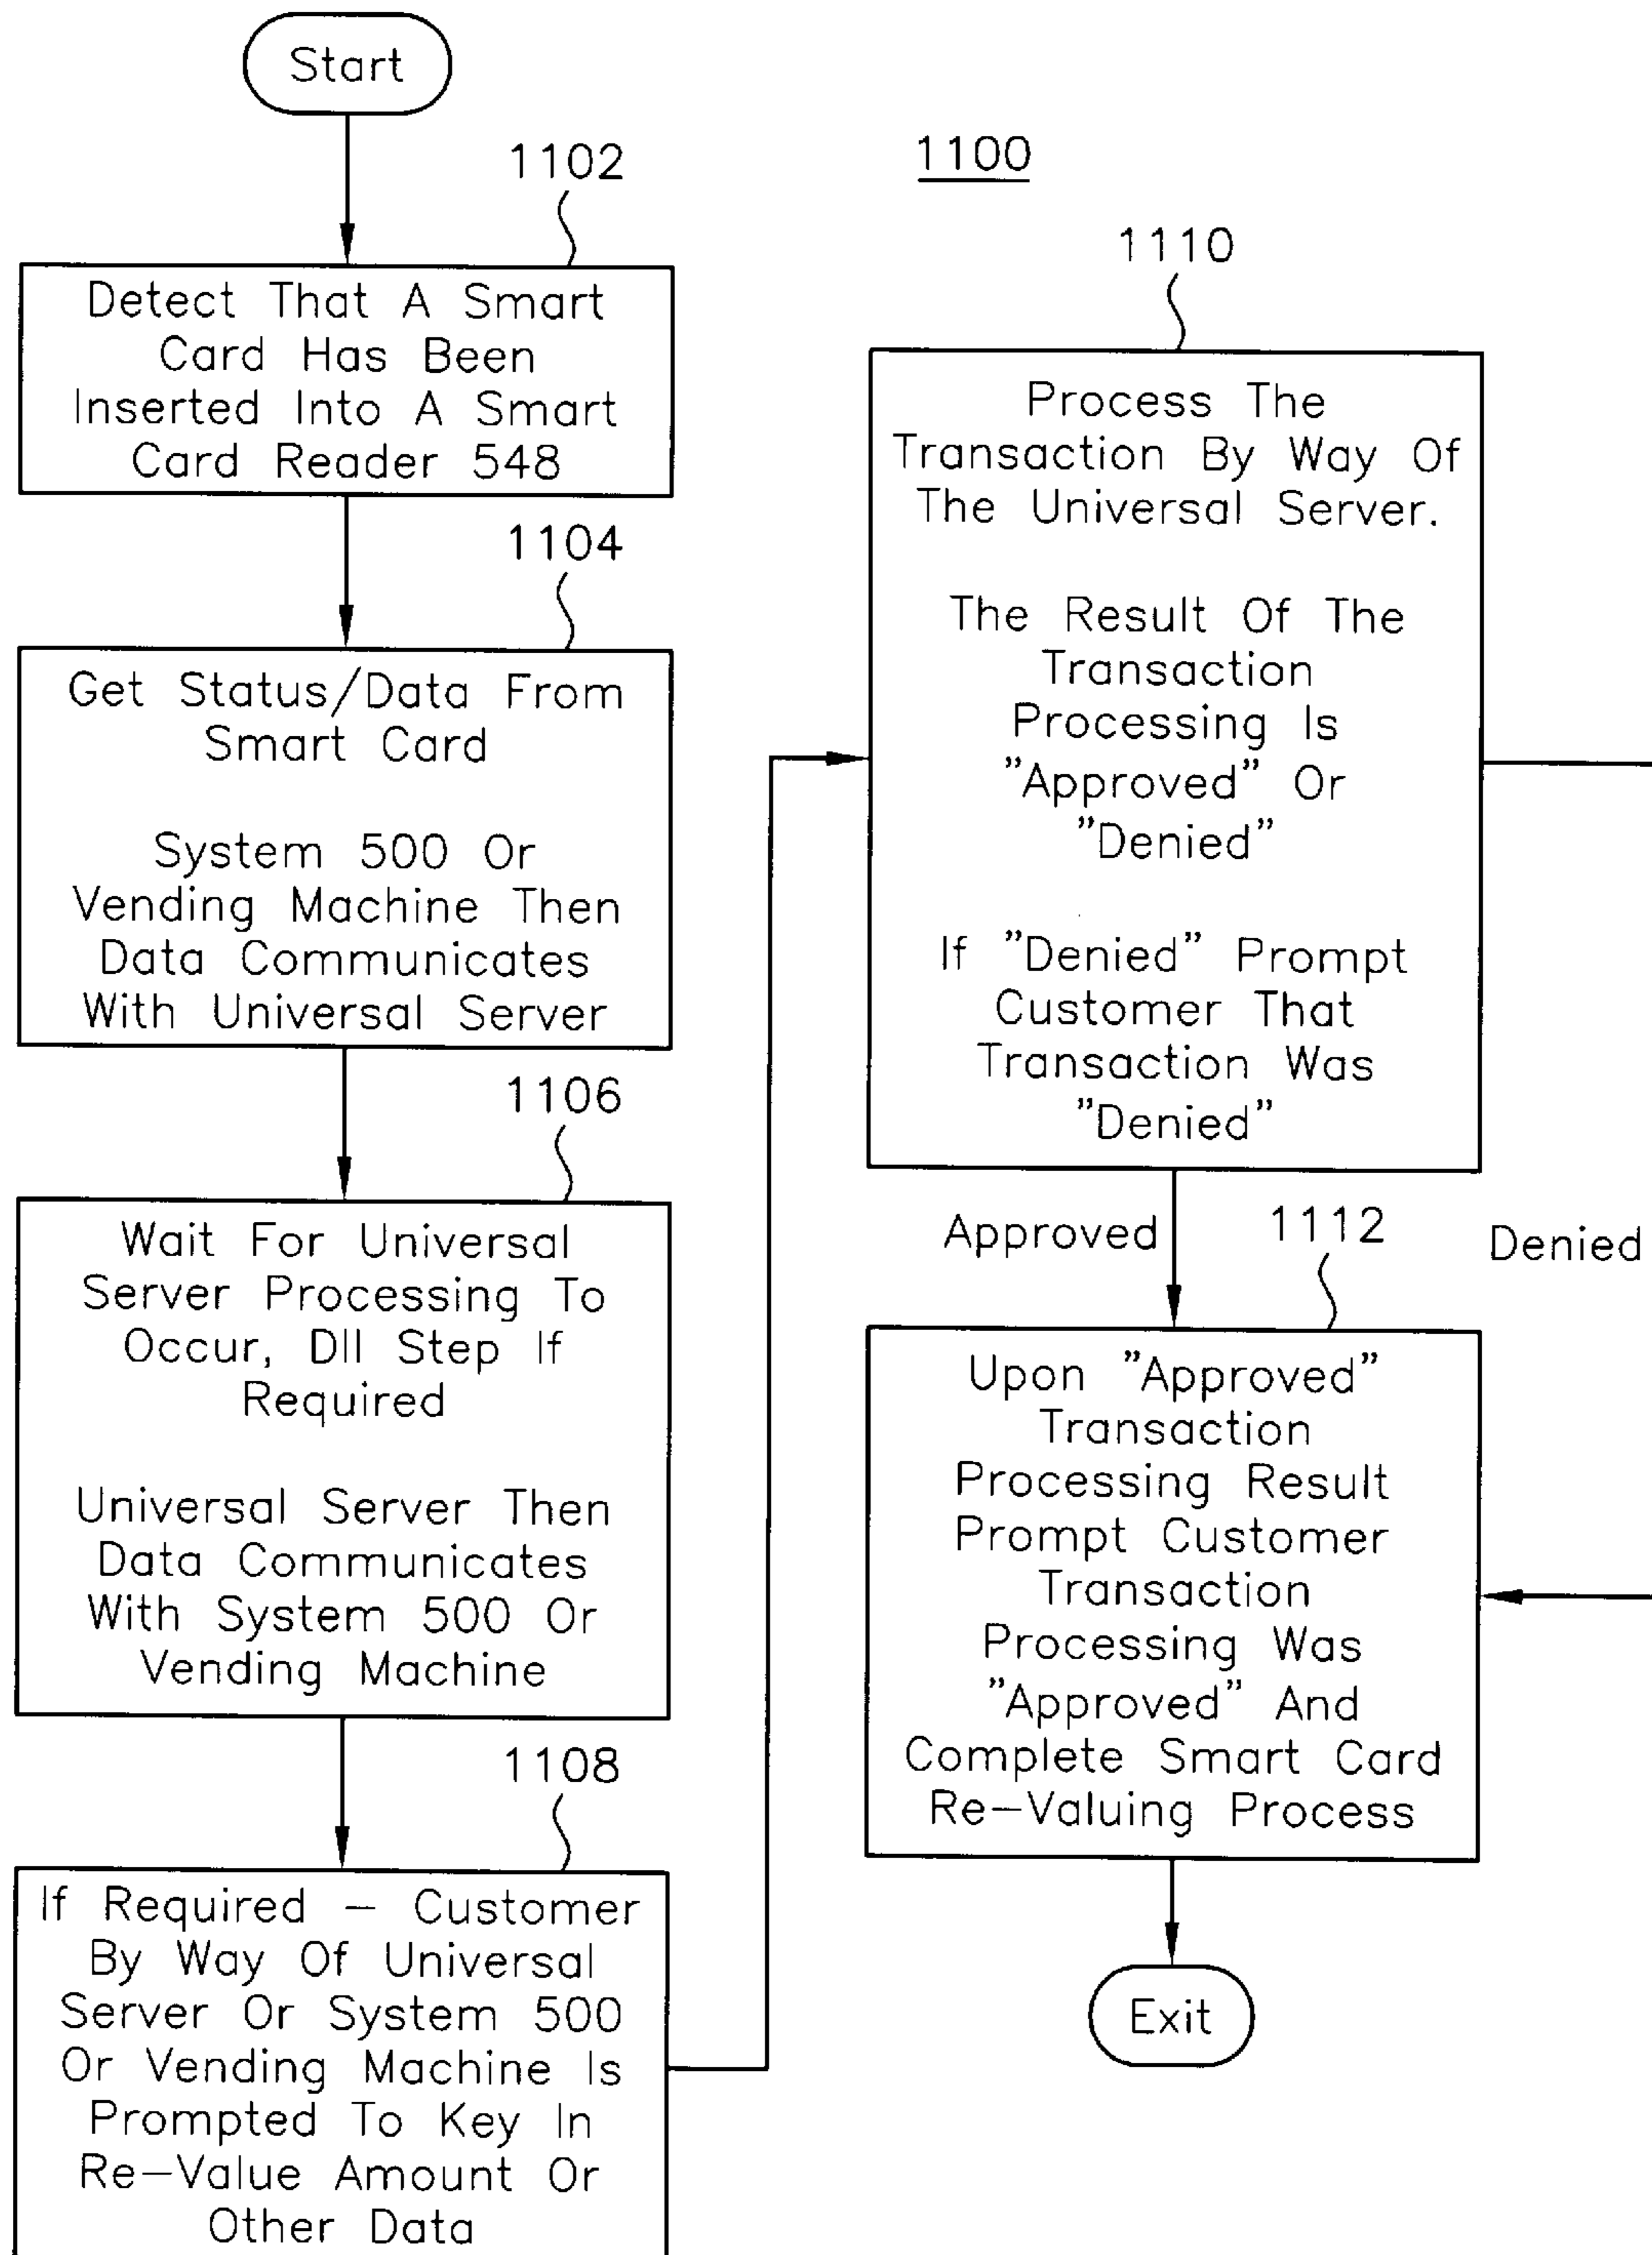 Start
1102
Detect That A Smart
Card Has Been
Inserted Into A Smart
Card Reader 548
1104
Get Status/Data From
Smart Card
System 500 Or
Vending Machine Then
Data Communicates
With Universal Server
1106
Wait For Universal
Server Processing To
Occur, Dll Step If
Required
Universal Server Then
Data Communicates
With System 500 Or
Vending Machine
1108
If Required – Customer
By Way Of Universal
Server Or System 500
Or Vending Machine Is
Prompted To Key In
Re–Value Amount Or
Other Data
1100
1110
Process The
Transaction By Way Of
The Universal Server.
The Result Of The
Transaction
Processing Is
”Approved” Or
”Denied”
If ”Denied” Prompt
Customer That
Transaction Was
”Denied”
Approved
1112
Denied
Upon ”Approved”
Transaction
Processing Result
Prompt Customer
Transaction
Processing Was
”Approved” And
Complete Smart Card
Re–Valuing Process
Exit